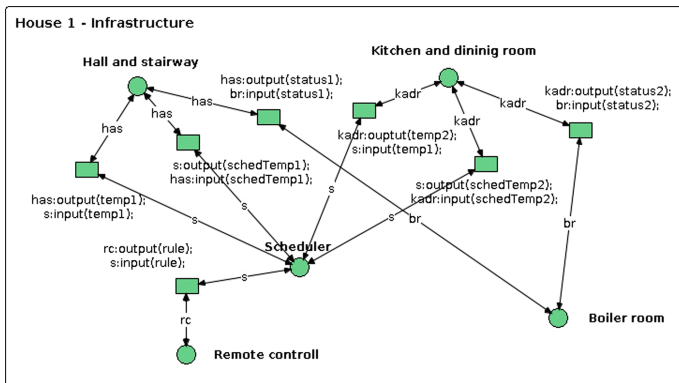 House 1 - Infrastructure
Hall and stairway
Kitchen and dininig room
has:output(status1);
br:input(status1);
kadr:output(status2);
br:input(status2);
has
has
has
kadr
kadr
kadr
kadr:ouptut(temp2);
s:input(temp1);
s:output(schedTemp1);
has:input(schedTemp1);
s:output(schedTemp2);
kadr:input(schedTemp2);
has:output(temp1);
s:input(temp1);
s
s
s
s
br
br
rc:output(rule);
s:input(rule);
Scheduler
s
rc
Boiler room
Remote controll